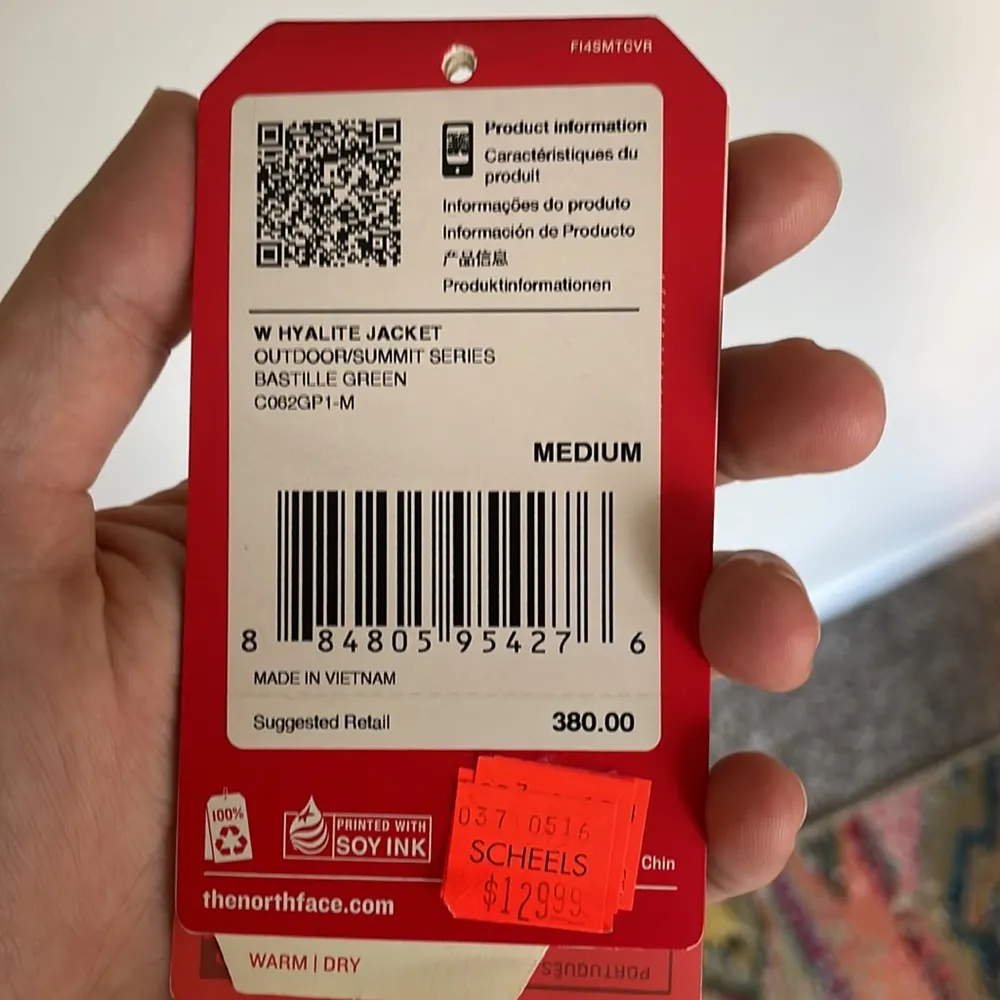 FI4SMTCVR
Product information
Caractéristiques du
produit
Informações do produto
Información de Producto
产品信息
Produktinformationen
W HYALITE JACKET
OUTDOOR/SUMMIT SERIES
BASTILLE GREEN
C062GP1-M
MEDIUM
8 84805 95427 6
MADE IN VIETNAM
Suggested Retail 380.00
100%
PRINTED WITH
SOY INK
037 0516
SCHEELS
$129.99
Chin
thenorthface.com
WARM | DRY
PORTUGUÊS